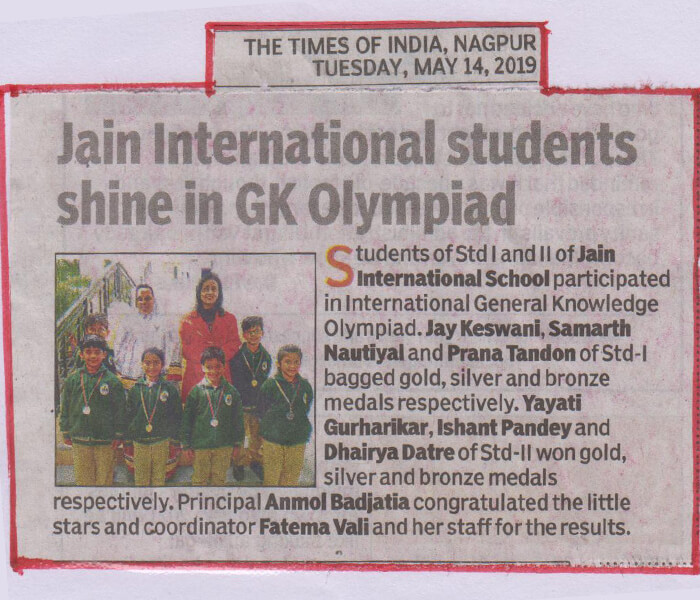 THE TIMES OF INDIA, NAGPUR
TUESDAY, MAY 14, 2019
Jain International students
shine in GK Olympiad
Students of Std I and II of Jain
International School participated
in International General Knowledge
Olympiad. Jay Keswani, Samarth
Nautiyal and Prana Tandon of Std-I
bagged gold, silver and bronze
medals respectively. Yayati
Gurharikar, Ishant Pandey and
Dhairya Datre of Std-II won gold,
silver and bronze medals
respectively. Principal Anmol Badjatia congratulated the little
stars and coordinator Fatema Vali and her staff for the results.